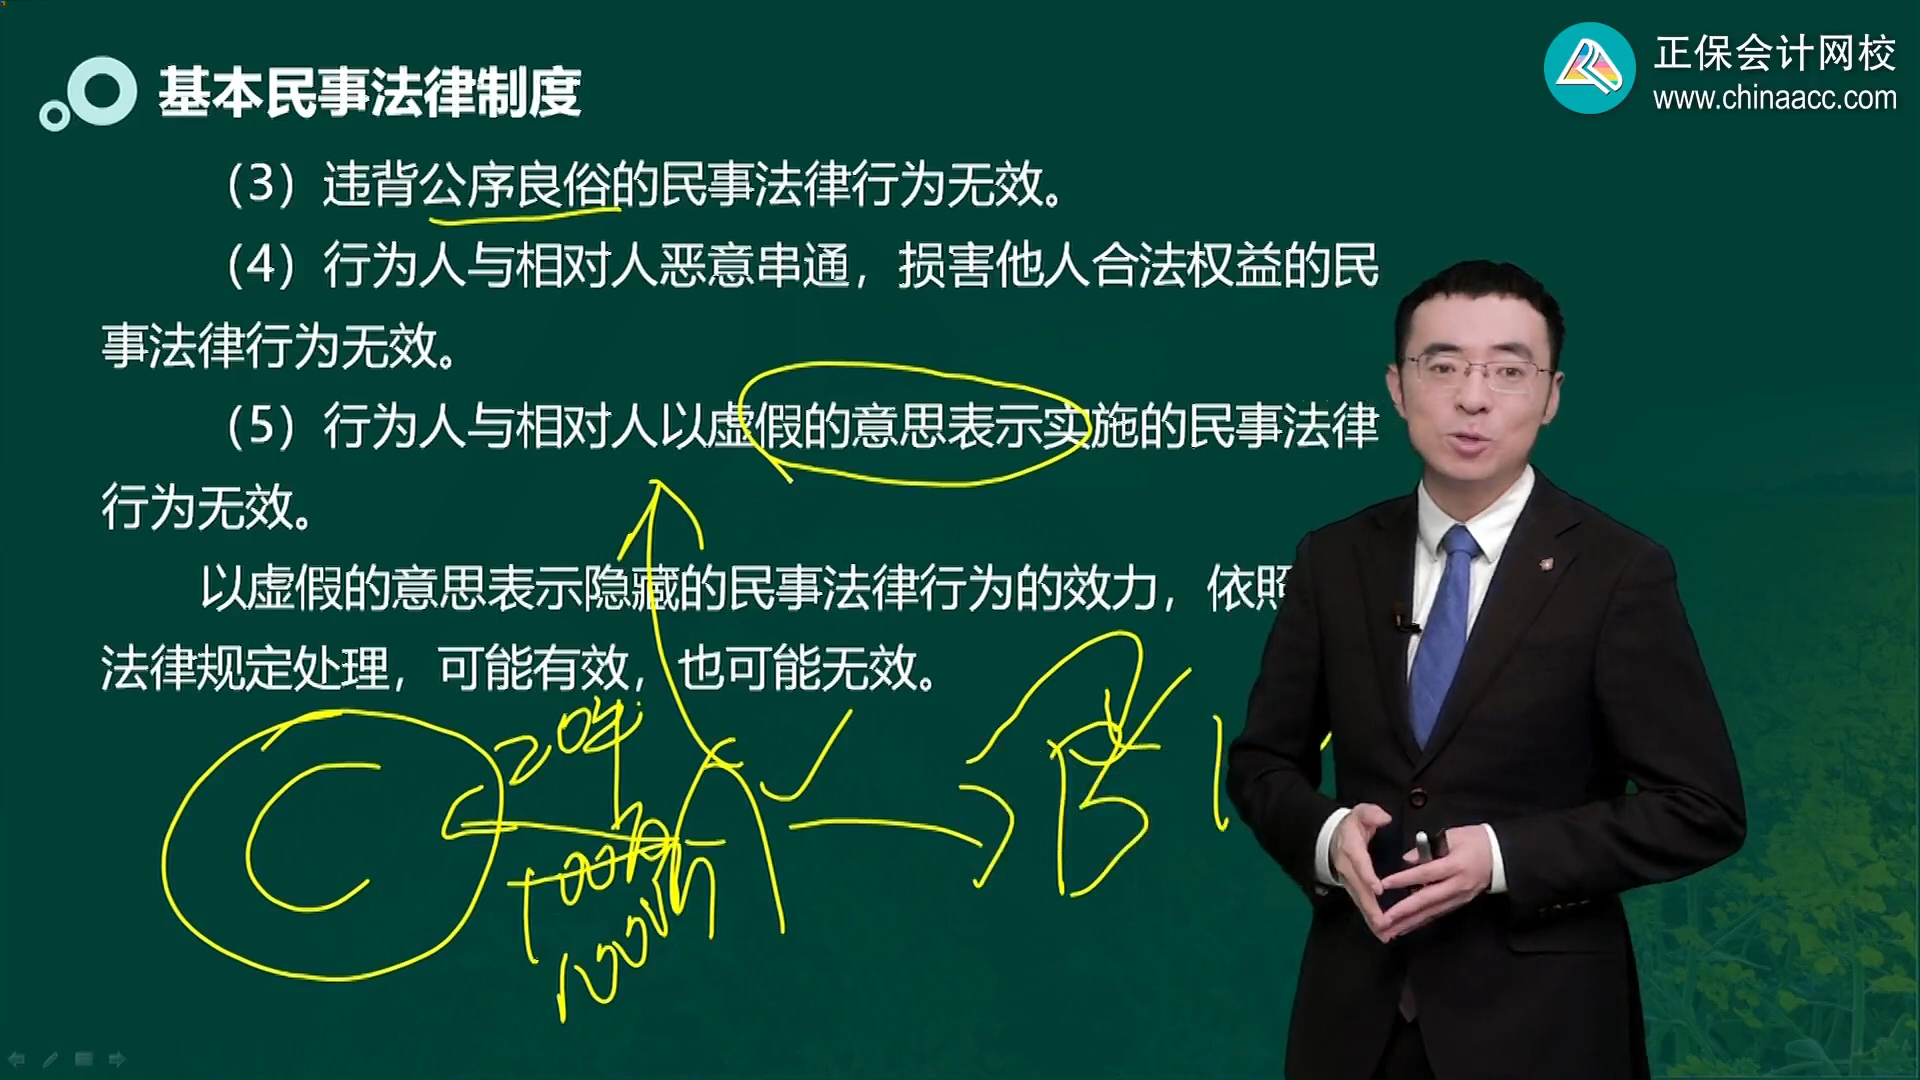 正保会计网校
www.chinaacc.com
基本民事法律制度
（3）违背公序良俗的民事法律行为无效。
（4）行为人与相对人恶意串通，损害他人合法权益的民
事法律行为无效。
（5）行为人与相对人以虚假的意思表示实施的民事法律
行为无效。
以虚假的意思表示隐藏的民事法律行为的效力，依照
法律规定处理，可能有效，也可能无效。
C
20年
A
B